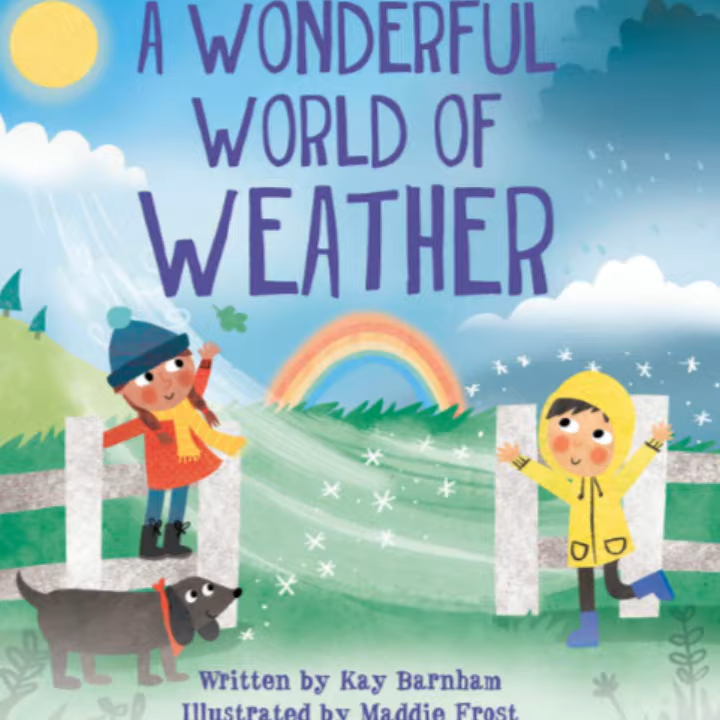 A WONDERFUL
WORLD OF
WEATHER
Written by Kay Barnham
Illustrated by Maddie Frost